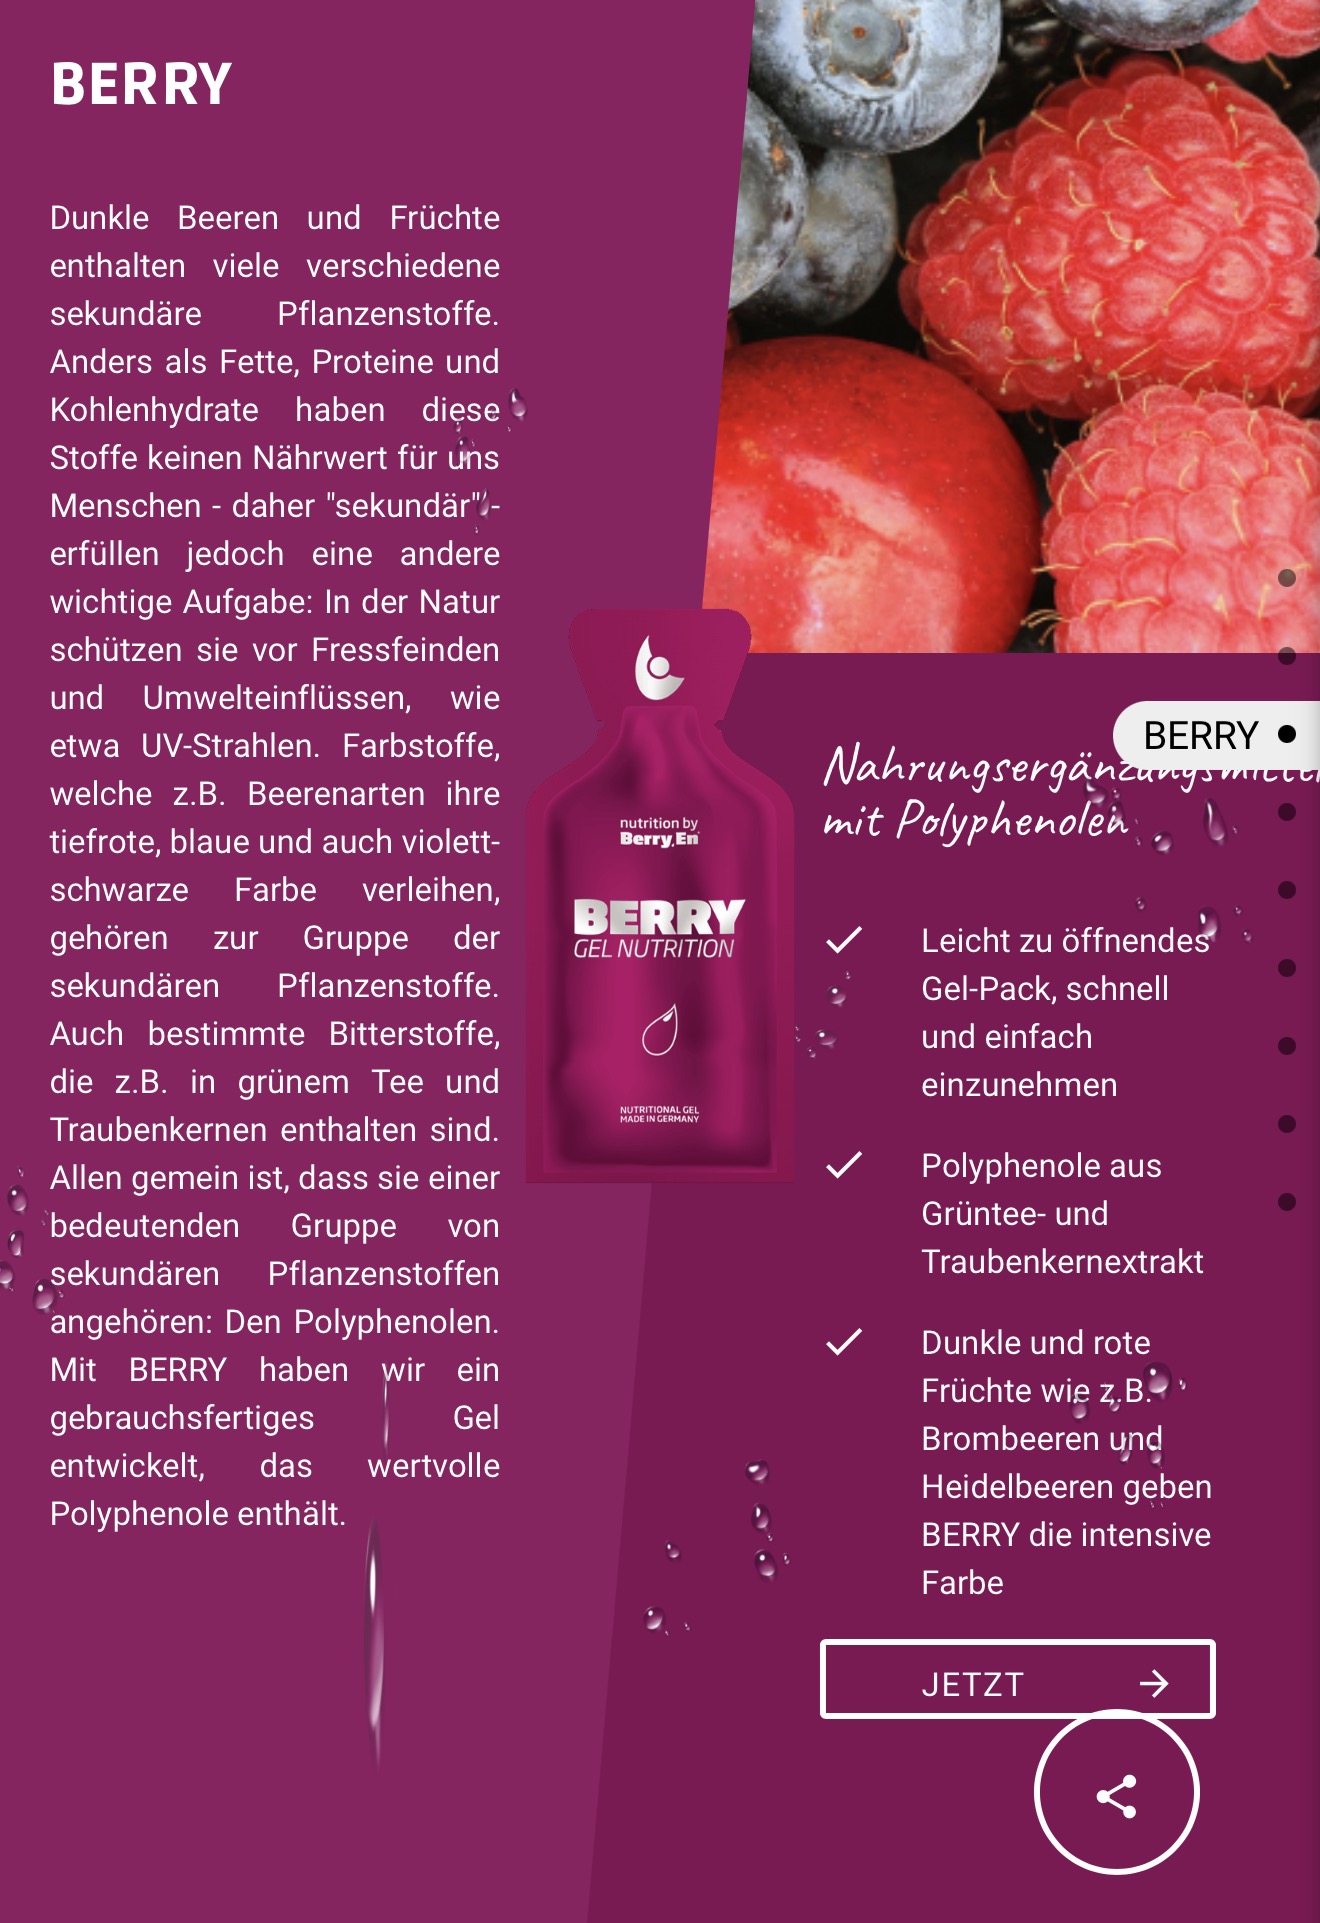 BERRY
Dunkle Beeren und Früchte
enthalten viele verschiedene
sekundäre Pflanzenstoffe.
Anders als Fette, Proteine und
Kohlenhydrate haben diese
Stoffe keinen Nährwert für uns
Menschen - daher "sekundär" -
erfüllen jedoch eine andere
wichtige Aufgabe: In der Natur
schützen sie vor Fressfeinden
und Umwelteinflüssen, wie
etwa UV-Strahlen. Farbstoffe,
welche z.B. Beerenarten ihre
tiefrote, blaue und auch violett-
schwarze Farbe verleihen,
gehören zur Gruppe der
sekundären Pflanzenstoffe.
Auch bestimmte Bitterstoffe,
die z.B. in grünem Tee und
Traubenkernen enthalten sind.
Allen gemein ist, dass sie einer
bedeutenden Gruppe von
sekundären Pflanzenstoffen
angehören: Den Polyphenolen.
Mit BERRY haben wir ein
gebrauchsfertiges Gel
entwickelt, das wertvolle
Polyphenole enthält.
nutrition by
Berry.En
BERRY
GEL NUTRITION
NUTRITIONAL GEL
MADE IN GERMANY
BERRY
mit Polyphenolen
Leicht zu öffnendes
Gel-Pack, schnell
und einfach
einzunehmen
Polyphenole aus
Grüntee- und
Traubenkernextrakt
Dunkle und rote
Früchte wie z.B.
Brombeeren und
Heidelbeeren geben
BERRY die intensive
Farbe
JETZT